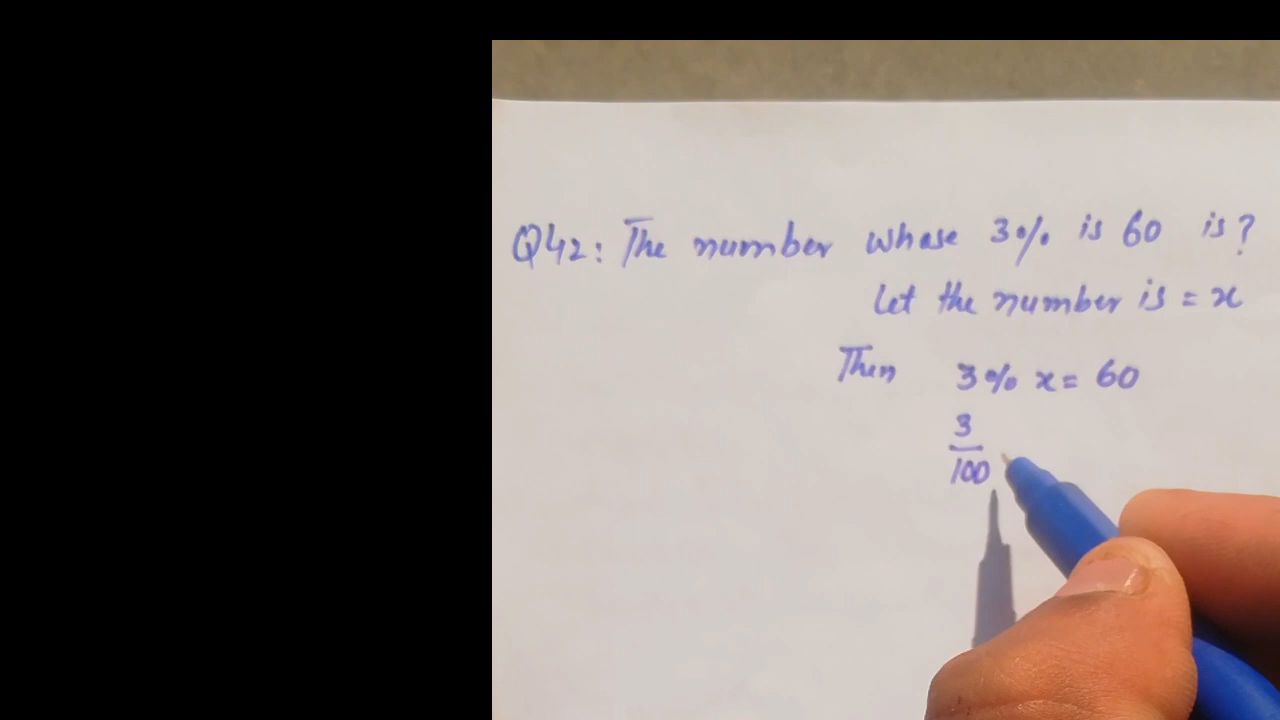 Q42: The number whose 3% is 60 is?
Let the number is = x
Then 3% x = 60
3
100